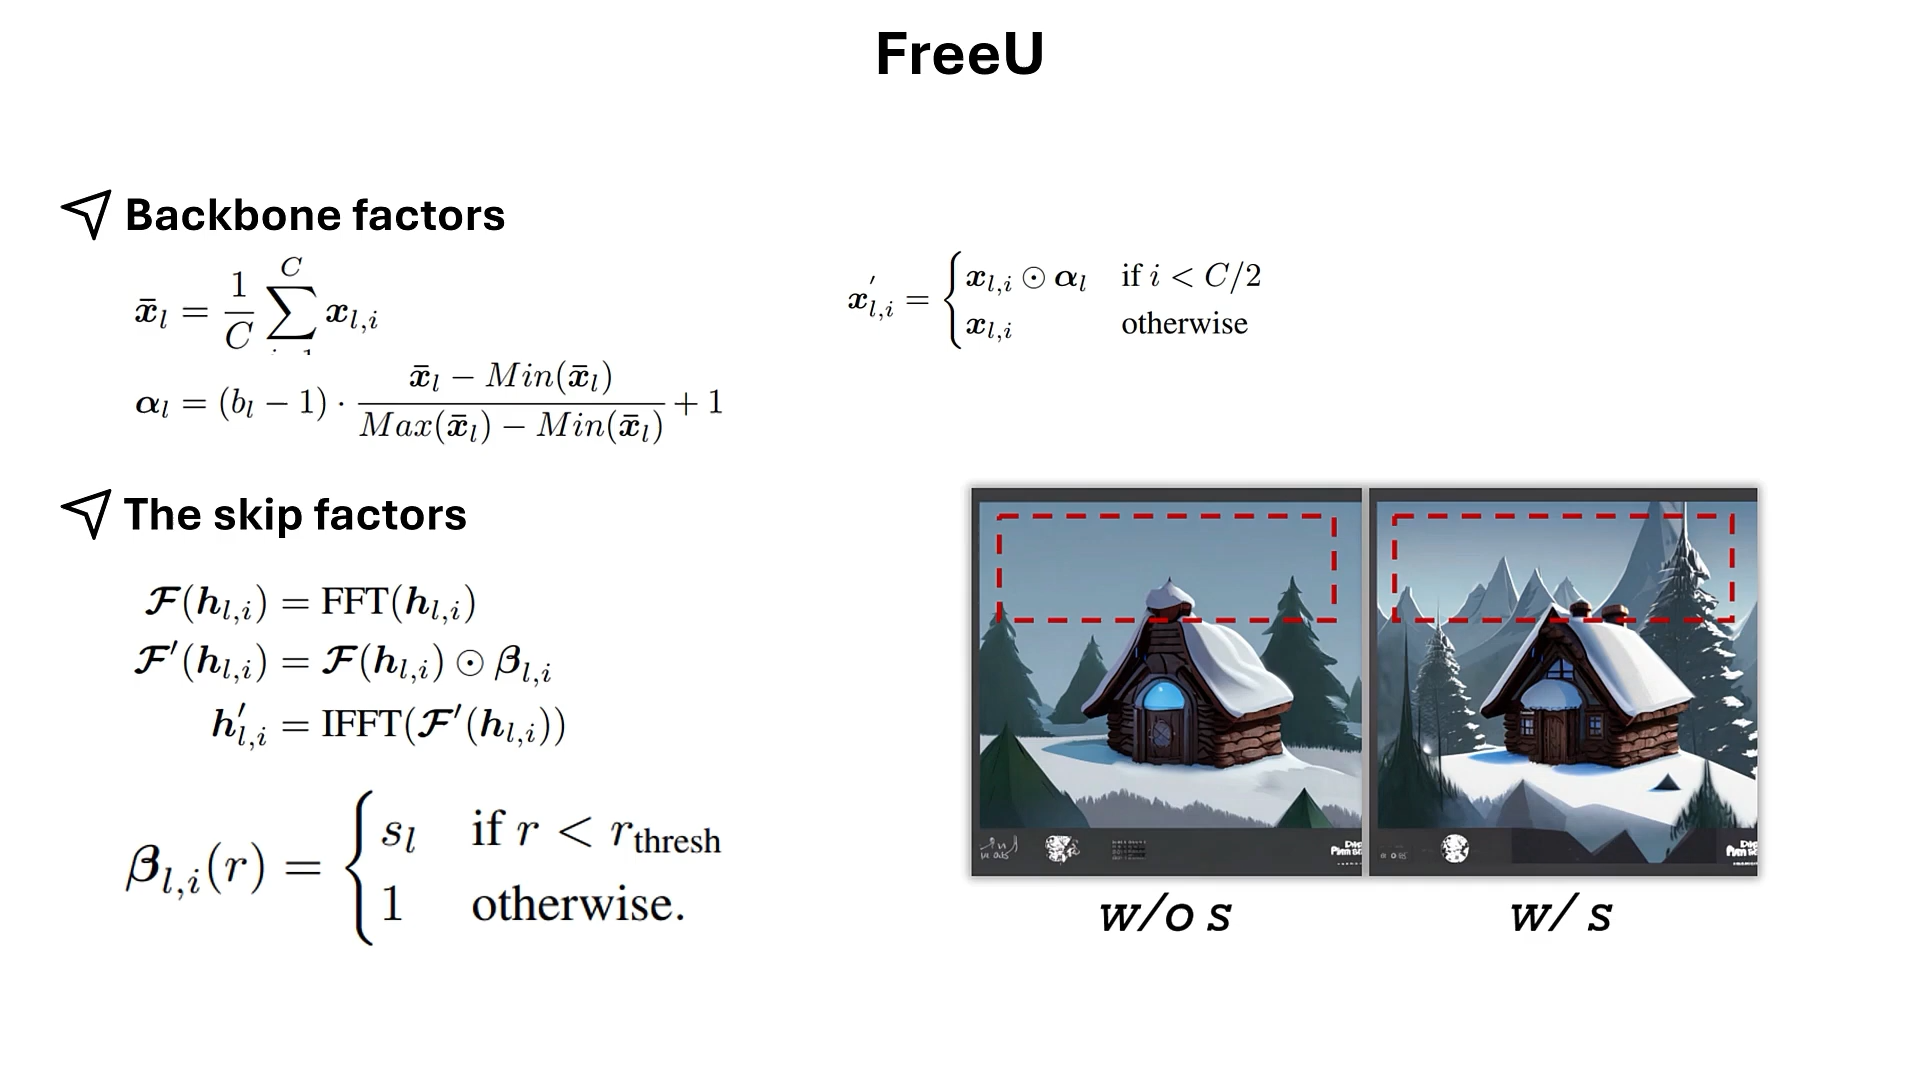 FreeU
Backbone factors
x̄_l = 1/C ∑^C x_{l,i}
α_l = (b_l − 1) · (x̄_l − Min(x̄_l)) / (Max(x̄_l) − Min(x̄_l)) + 1
x'_{l,i} = { x_{l,i} ⊙ α_l if i < C/2
x_{l,i} otherwise
The skip factors
F(h_{l,i}) = FFT(h_{l,i})
F′(h_{l,i}) = F(h_{l,i}) ⊙ β_{l,i}
h′_{l,i} = IFFT(F′(h_{l,i}))
β_{l,i}(r) = { s_l if r < r_thresh
1 otherwise.
w/o s
w/ s